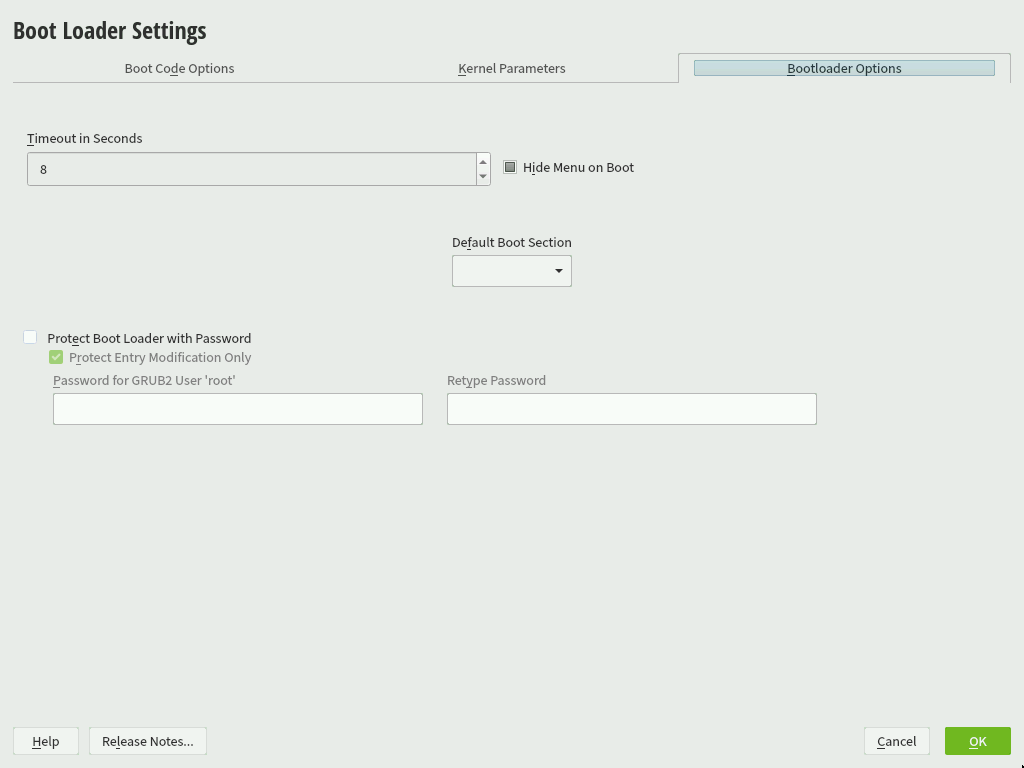 Boot Loader Settings
Boot Code Options
Kernel Parameters
Bootloader Options
Timeout in Seconds
8
Hide Menu on Boot
Default Boot Section
Protect Boot Loader with Password
Protect Entry Modification Only
Password for GRUB2 User 'root'
Retype Password
Help
Release Notes...
Cancel
OK